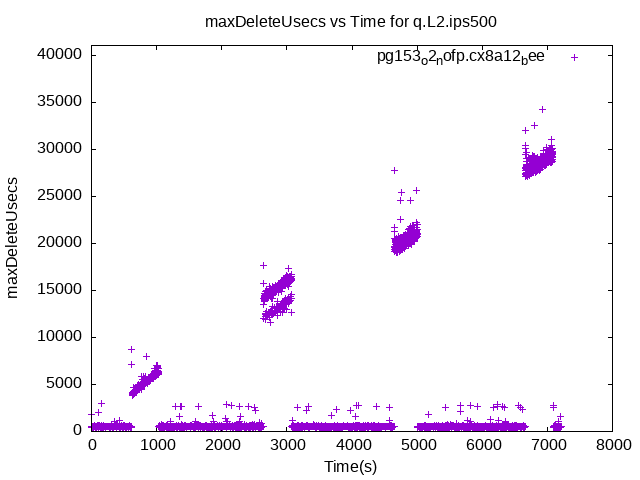 maxDeleteUsecs vs Time for q.L2.ips500
pg153ₒ2ₙofp.cx8a12_bee
40000
35000
30000
25000
20000
15000
10000
5000
0
maxDeleteUsecs
0 1000 2000 3000 4000 5000 6000 7000 8000
Time(s)